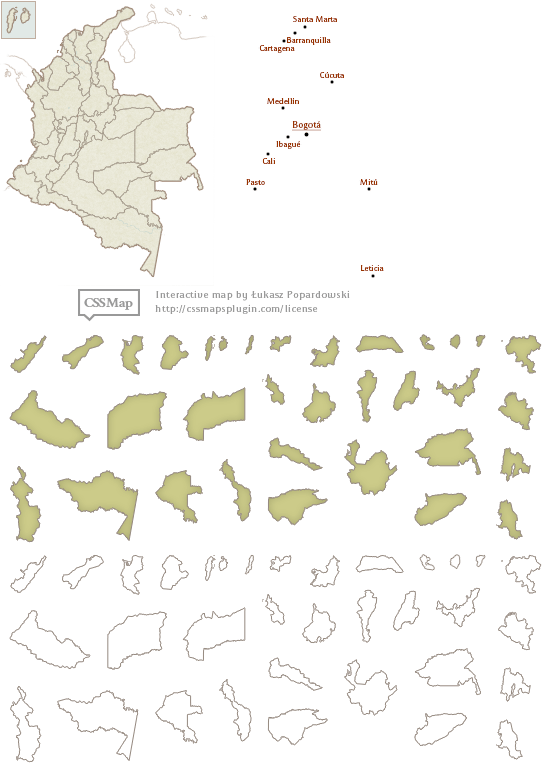 Santa Marta
Barranquilla
Cartagena
Cúcuta
Medellín
Bogotá
Ibagué
Cali
Pasto
Mitú
Leticia
CSSMap
Interactive map by Łukasz Popardowski
http://cssmapsplugin.com/license